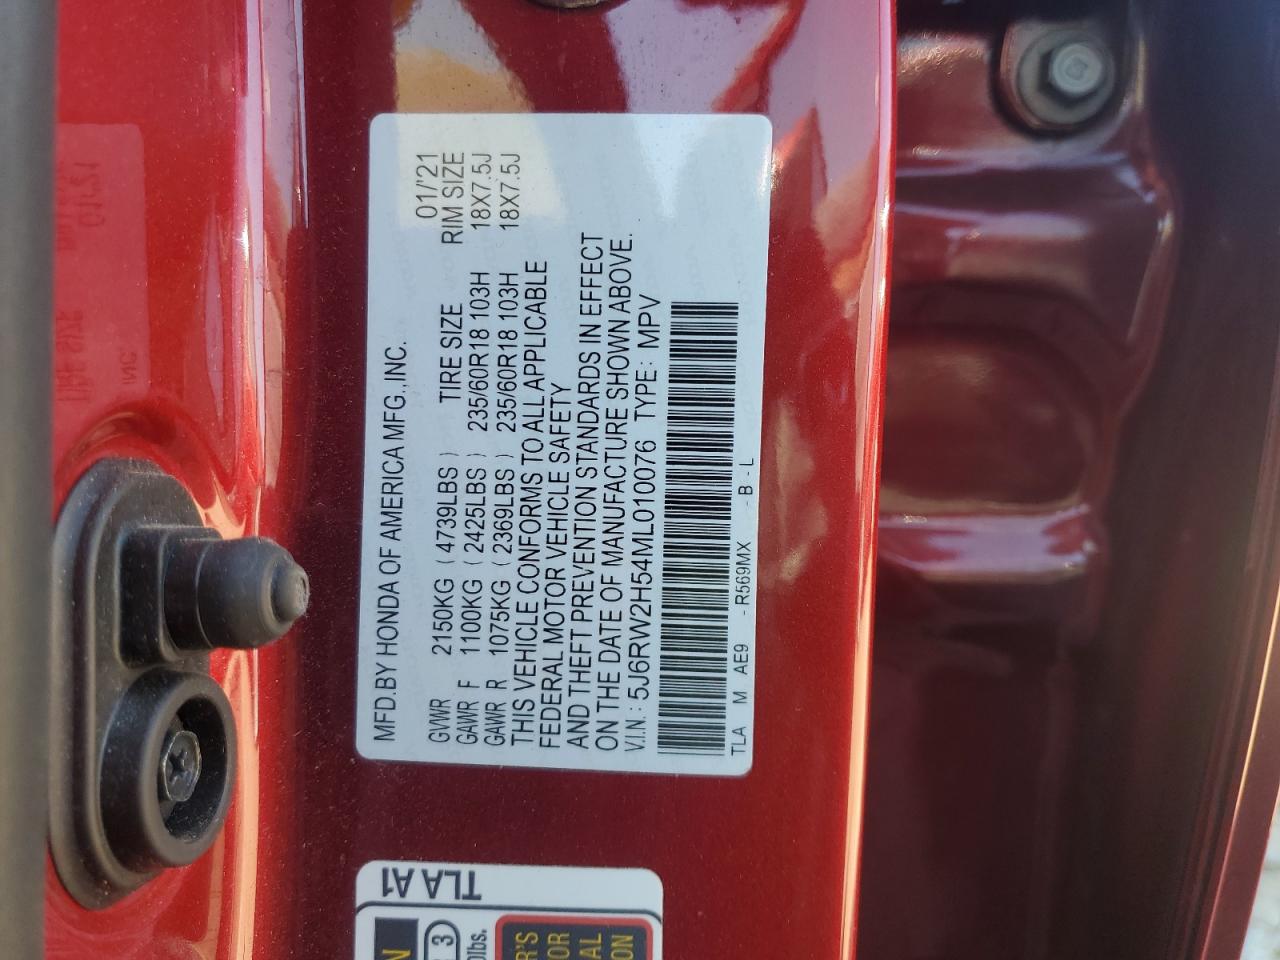 MFD.BY HONDA OF AMERICA MFG.,INC. 01/'21
GVWR 2150KG ( 4739LBS ) TIRE SIZE RIM SIZE
GAWR F 1100KG ( 2425LBS ) 235/60R18 103H 18X7.5J
GAWR R 1075KG ( 2369LBS ) 235/60R18 103H 18X7.5J
THIS VEHICLE CONFORMS TO ALL APPLICABLE
FEDERAL MOTOR VEHICLE SAFETY
AND THEFT PREVENTION STANDARDS IN EFFECT
ON THE DATE OF MANUFACTURE SHOWN ABOVE.
V.I.N: 5J6RW2H54ML010076 TYPE: MPV
TLA M AE9 - R569MX - B - L
TLAA1
3
lbs.